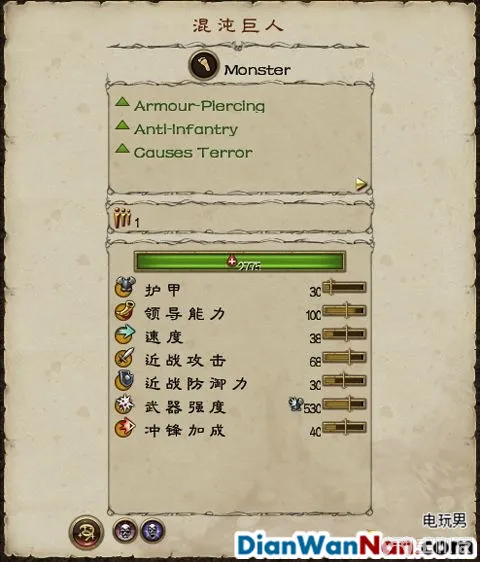 混沌巨人
Monster
Armour-Piercing
Anti-Infantry
Causes Terror
1
2775
护甲 30
领导能力 100
速度 38
近战攻击 68
近战防御力 30
武器强度 530
冲锋加成 40
电玩男
DianWanNan.com